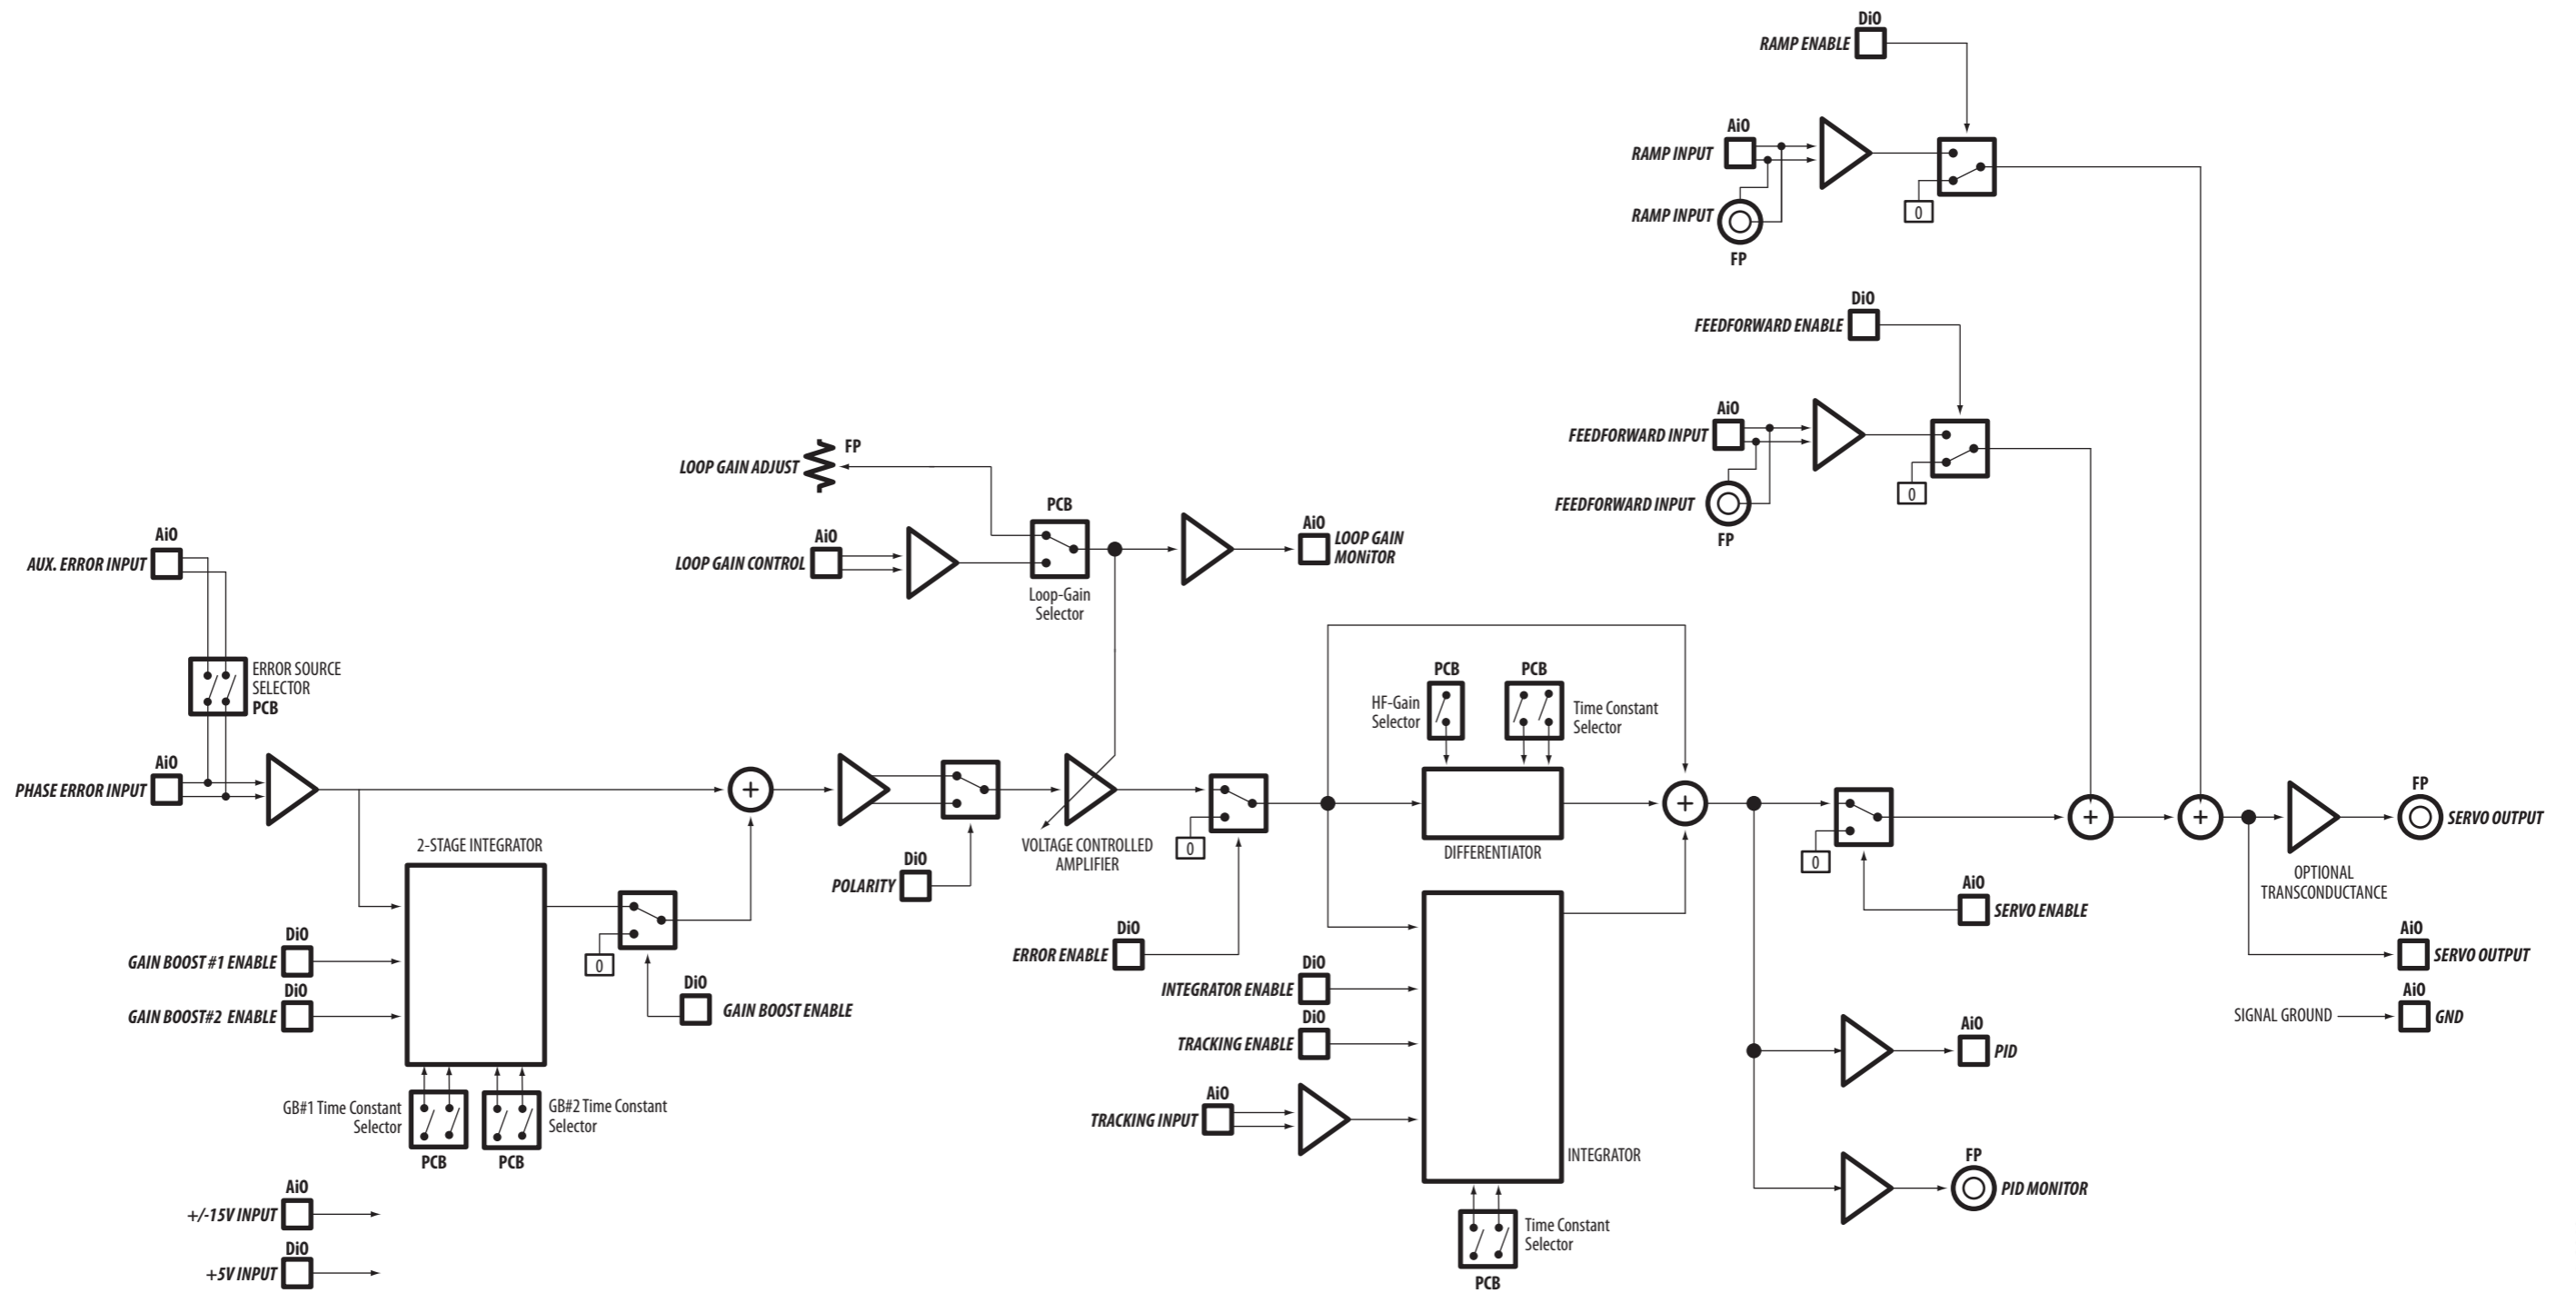 DiO
RAMP ENABLE
AiO
RAMP INPUT
RAMP INPUT
FP
0
DiO
FEEDFORWARD ENABLE
AiO
FEEDFORWARD INPUT
FEEDFORWARD INPUT
FP
0
FP
LOOP GAIN ADJUST
PCB
AiO
LOOP GAIN CONTROL
Loop-Gain
Selector
AiO
LOOP GAIN
MONiTOR
AiO
AUX. ERROR INPUT
ERROR SOURCE
SELECTOR
PCB
AiO
PHASE ERROR INPUT
2-STAGE INTEGRATOR
DiO
GAIN BOOST #1 ENABLE
DiO
GAIN BOOST#2  ENABLE
GB#1 Time Constant
Selector
PCB
GB#2 Time Constant
Selector
PCB
0
DiO
GAIN BOOST ENABLE
+
DiO
POLARITY
VOLTAGE CONTROLLED
AMPLIFIER
0
DiO
ERROR ENABLE
PCB
HF-Gain
Selector
PCB
Time Constant
Selector
DIFFERENTIATOR
+
DiO
INTEGRATOR ENABLE
DiO
TRACKING ENABLE
AiO
TRACKING INPUT
INTEGRATOR
Time Constant
Selector
PCB
0
AiO
SERVO ENABLE
+
+
OPTIONAL
TRANSCONDUCTANCE
FP
SERVO OUTPUT
AiO
SERVO OUTPUT
AiO
SIGNAL GROUND
GND
AiO
PID
FP
PID MONITOR
AiO
+/-15V INPUT
DiO
+5V INPUT